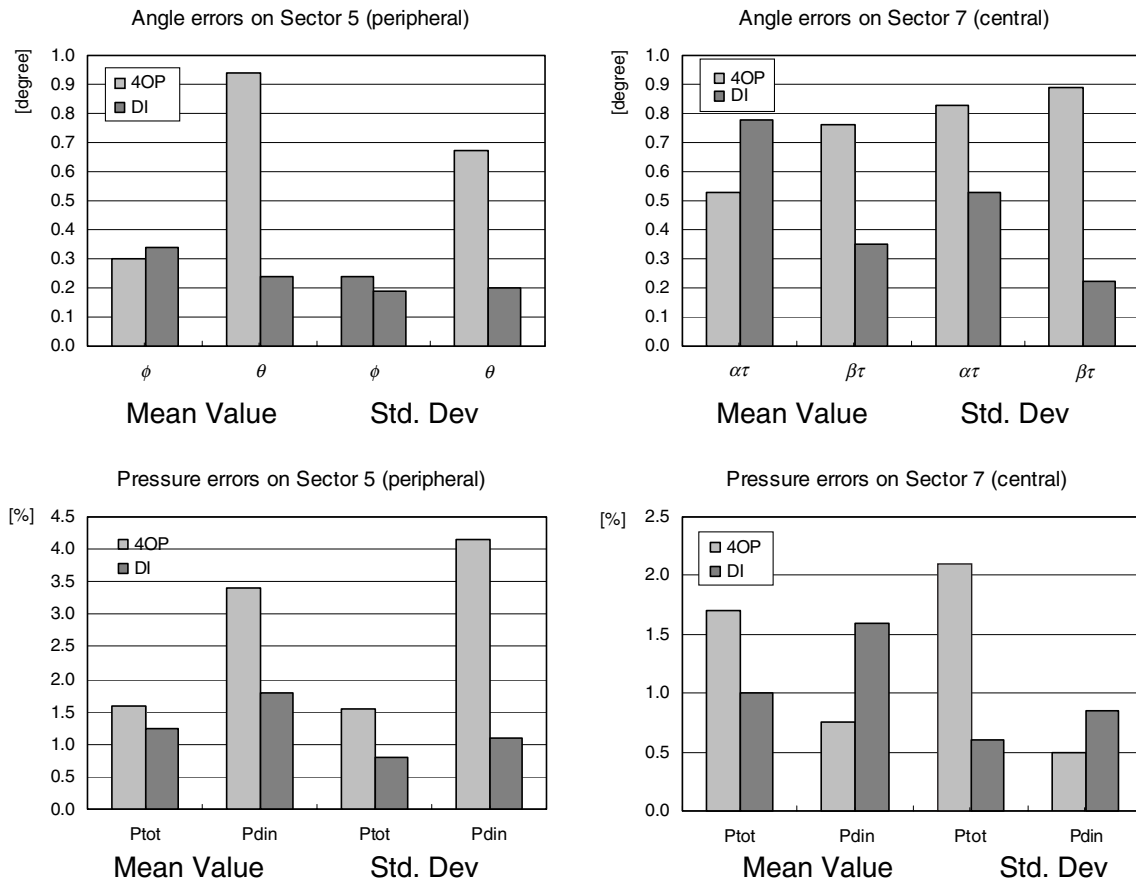 Angle errors on Sector 5 (peripheral)
[degree]
1.0
0.9
0.8
0.7
0.6
0.5
0.4
0.3
0.2
0.1
0.0
4OP
DI
ϕ θ ϕ θ
Mean Value Std. Dev
Angle errors on Sector 7 (central)
[degree]
1.0
0.9
0.8
0.7
0.6
0.5
0.4
0.3
0.2
0.1
0.0
4OP
DI
ατ βτ ατ βτ
Mean Value Std. Dev
Pressure errors on Sector 5 (peripheral)
[%]
4.5
4.0
3.5
3.0
2.5
2.0
1.5
1.0
0.5
0.0
4OP
DI
Ptot Pdin Ptot Pdin
Mean Value Std. Dev
Pressure errors on Sector 7 (central)
[%]
2.5
2.0
1.5
1.0
0.5
0.0
4OP
DI
Ptot Pdin Ptot Pdin
Mean Value Std. Dev